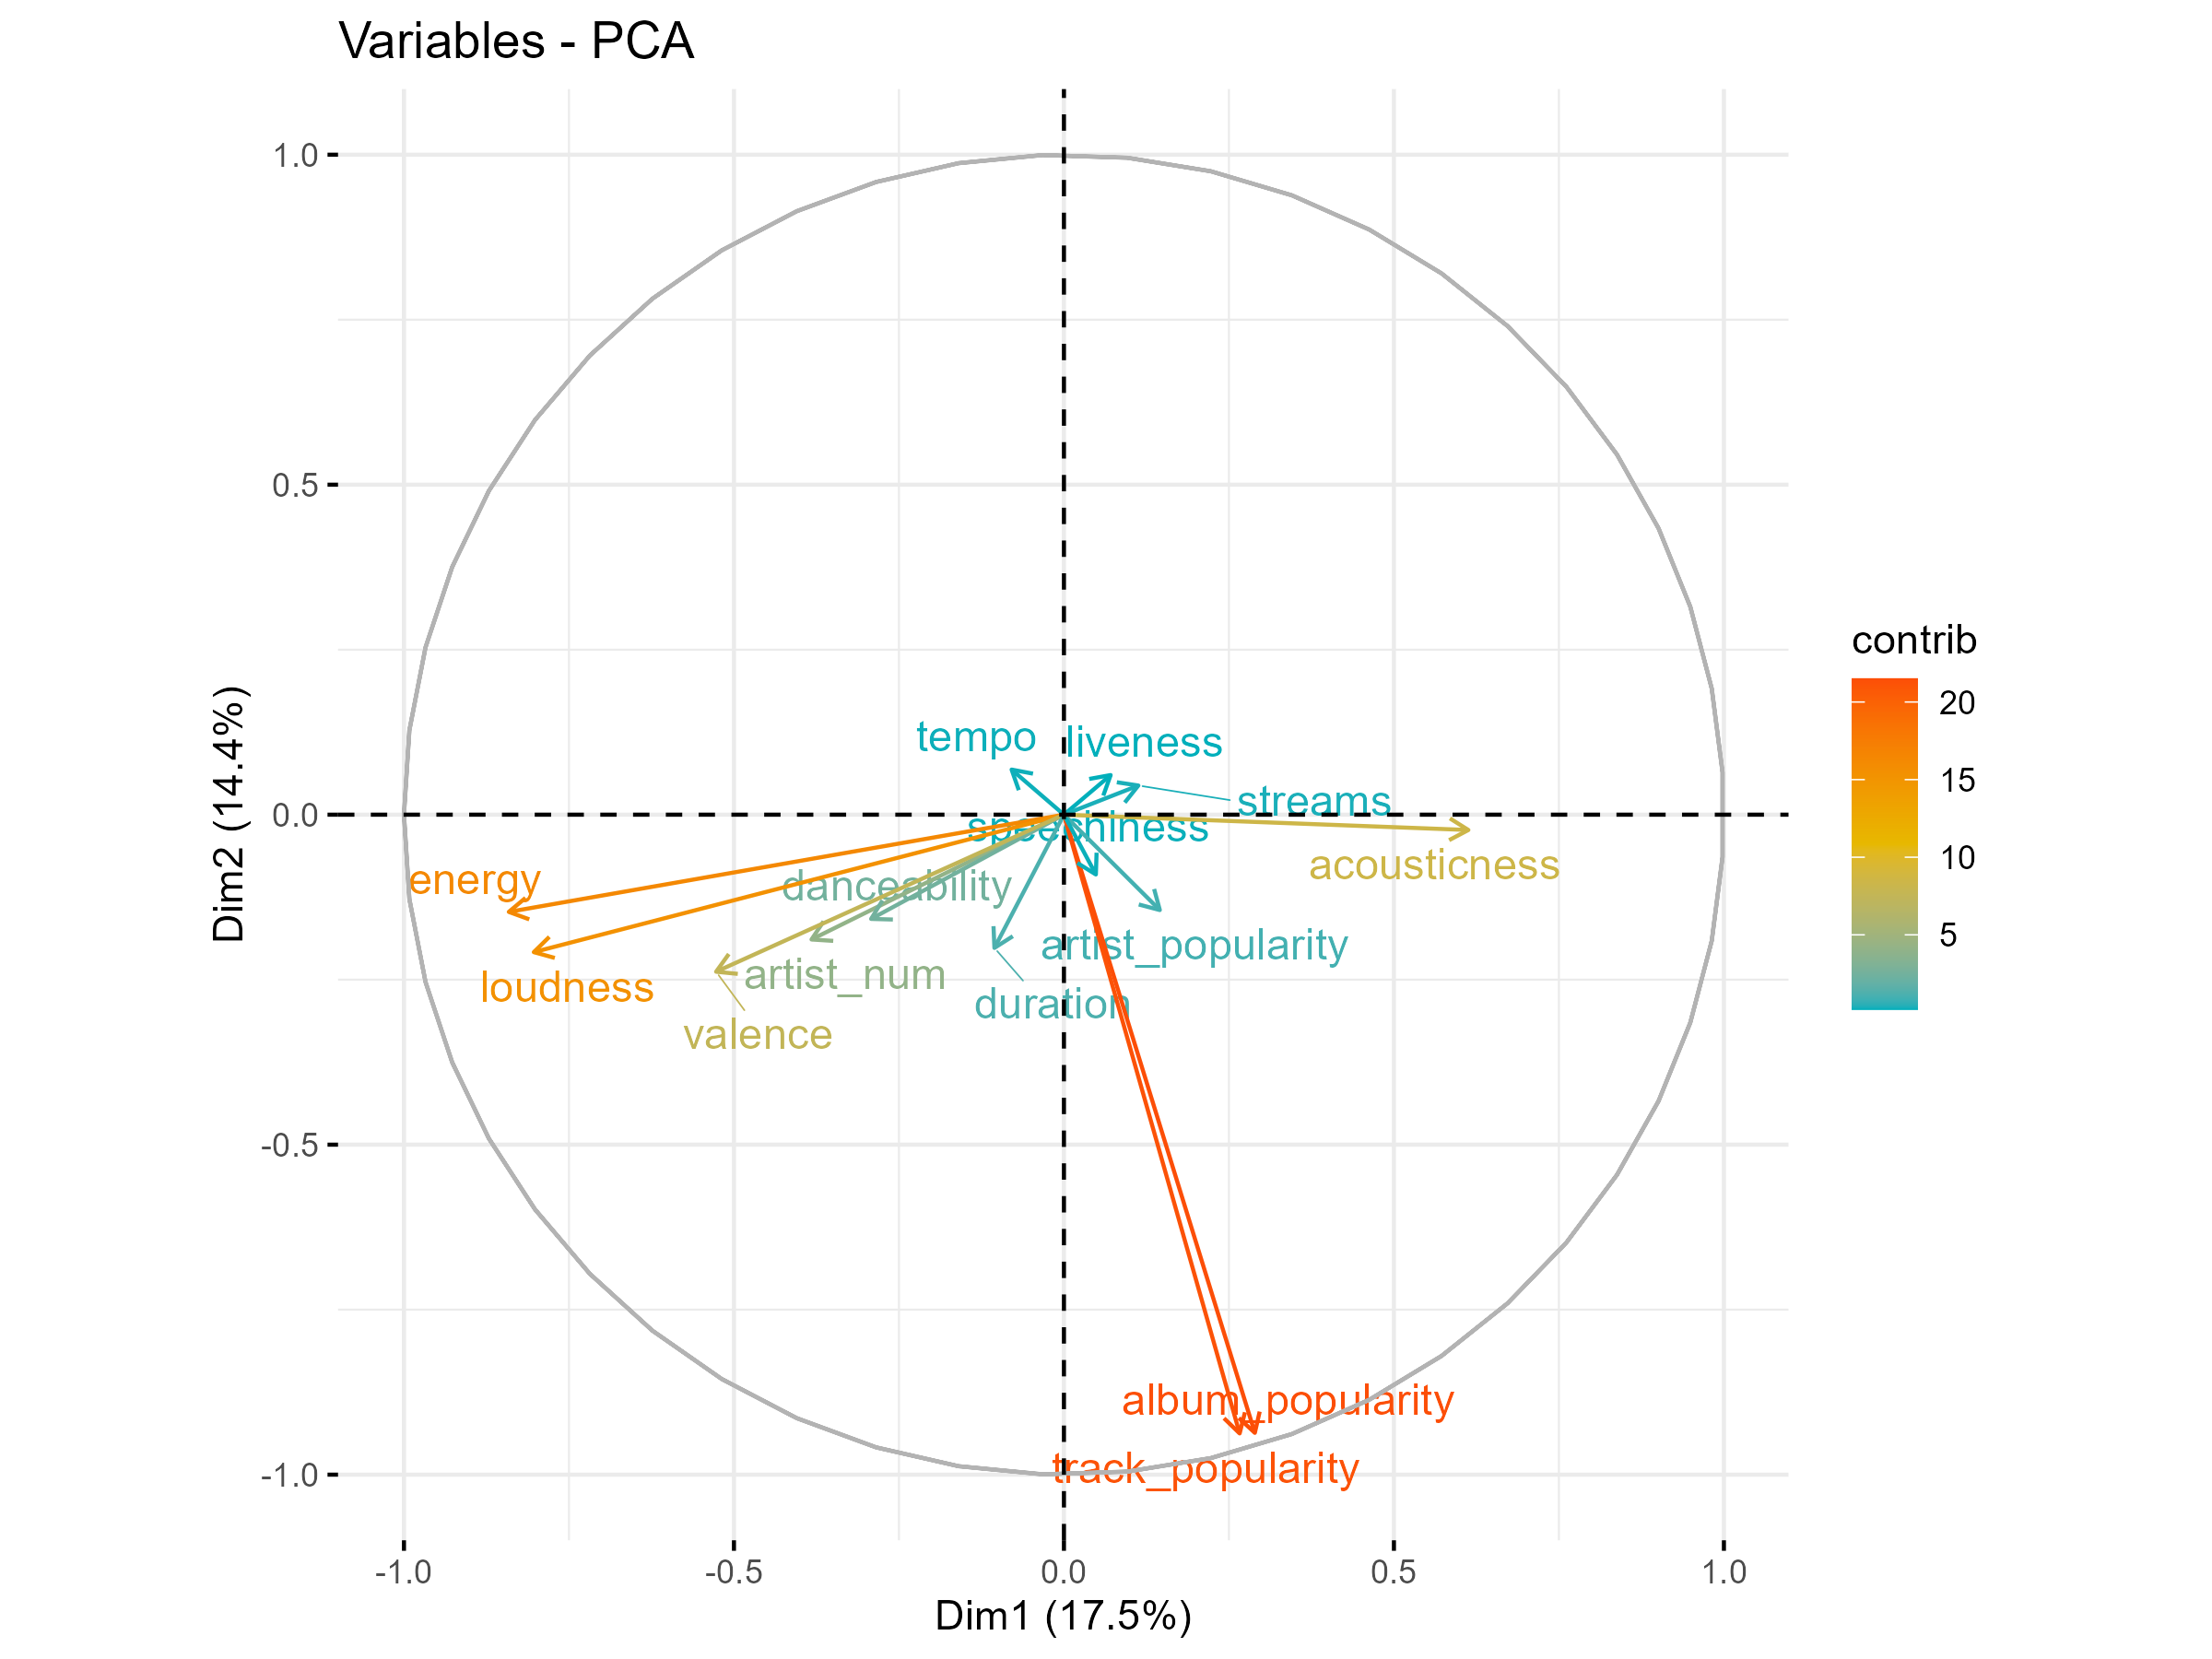 Variables - PCA
1.0
0.5
0.0
-0.5
-1.0
Dim2 (14.4%)
tempo
liveness
streams
speechiness
acousticness
energy
danceability
artist_popularity
artist_num
loudness
duration
valence
album_popularity
track_popularity
-1.0
-0.5
0.0
0.5
1.0
Dim1 (17.5%)
contrib
20
15
10
5